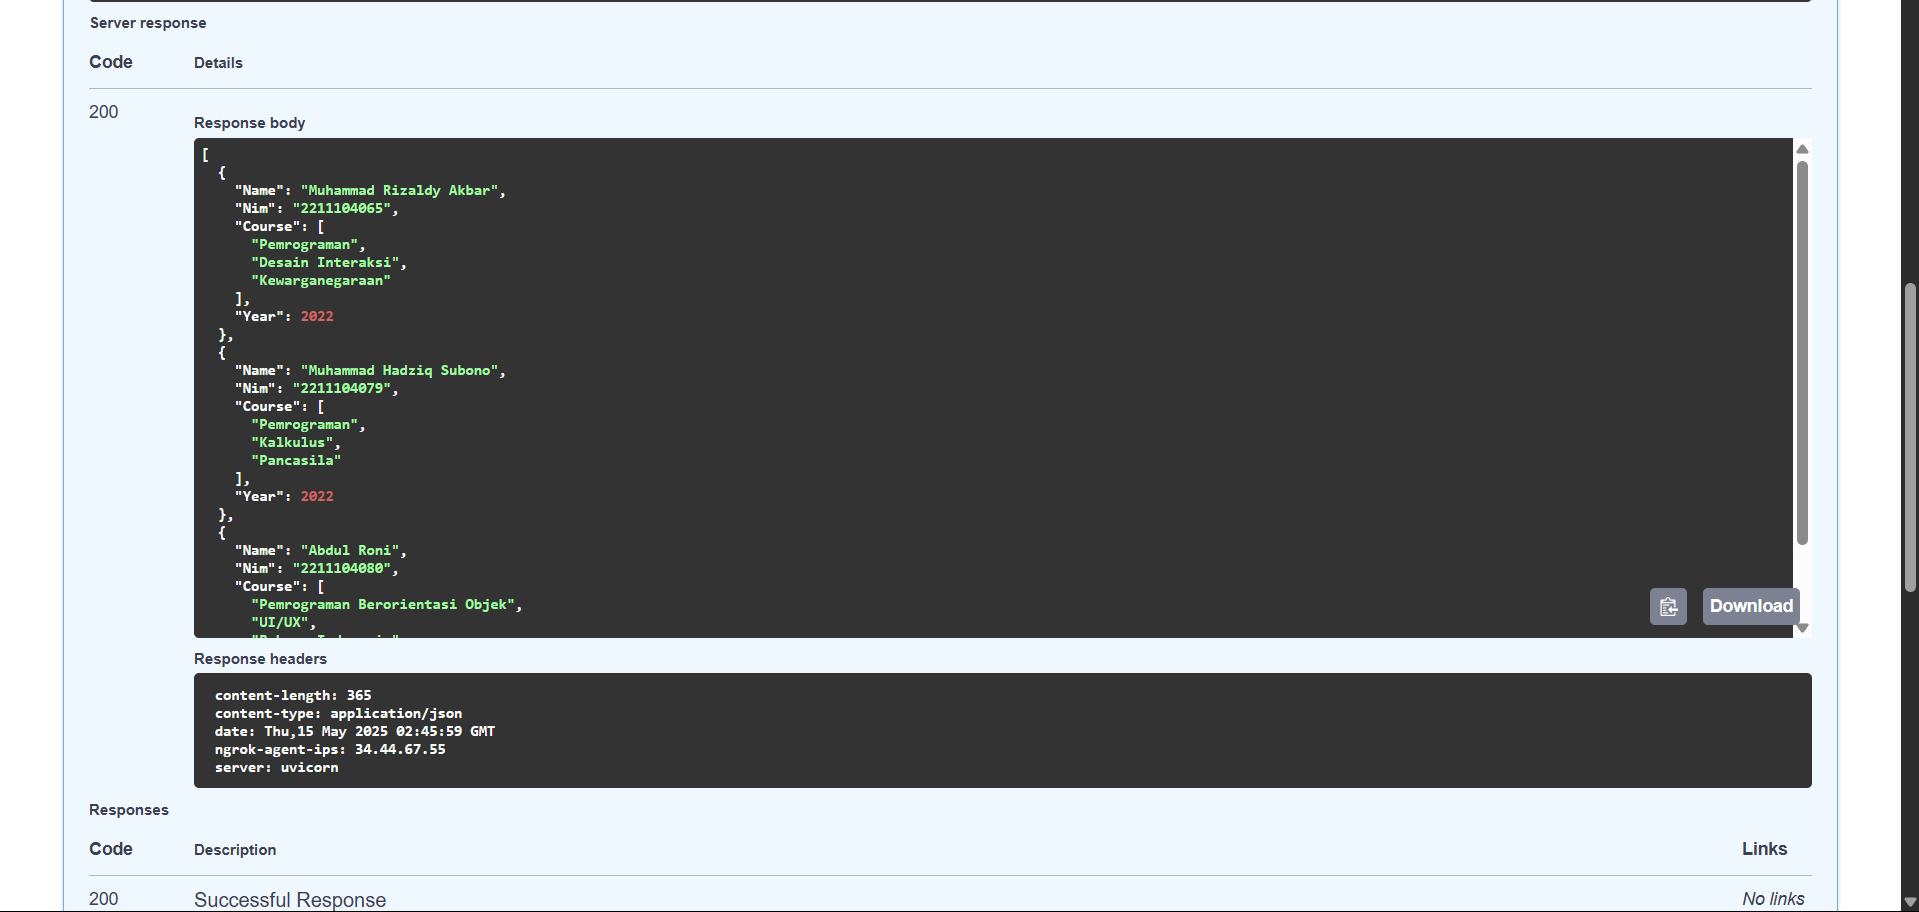 Server response
Code Details
200
Response body
[
  {
    "Name": "Muhammad Rizaldy Akbar",
    "Nim": "2211104065",
    "Course": [
      "Pemrograman",
      "Desain Interaksi",
      "Kewarganegaraan"
    ],
    "Year": 2022
  },
  {
    "Name": "Muhammad Hadziq Subono",
    "Nim": "2211104079",
    "Course": [
      "Pemrograman",
      "Kalkulus",
      "Pancasila"
    ],
    "Year": 2022
  },
  {
    "Name": "Abdul Roni",
    "Nim": "2211104080",
    "Course": [
      "Pemrograman Berorientasi Objek",
      "UI/UX",
Download
Response headers
content-length: 365
content-type: application/json
date: Thu,15 May 2025 02:45:59 GMT
ngrok-agent-ips: 34.44.67.55
server: uvicorn
Responses
Code Description Links
200 Successful Response No links